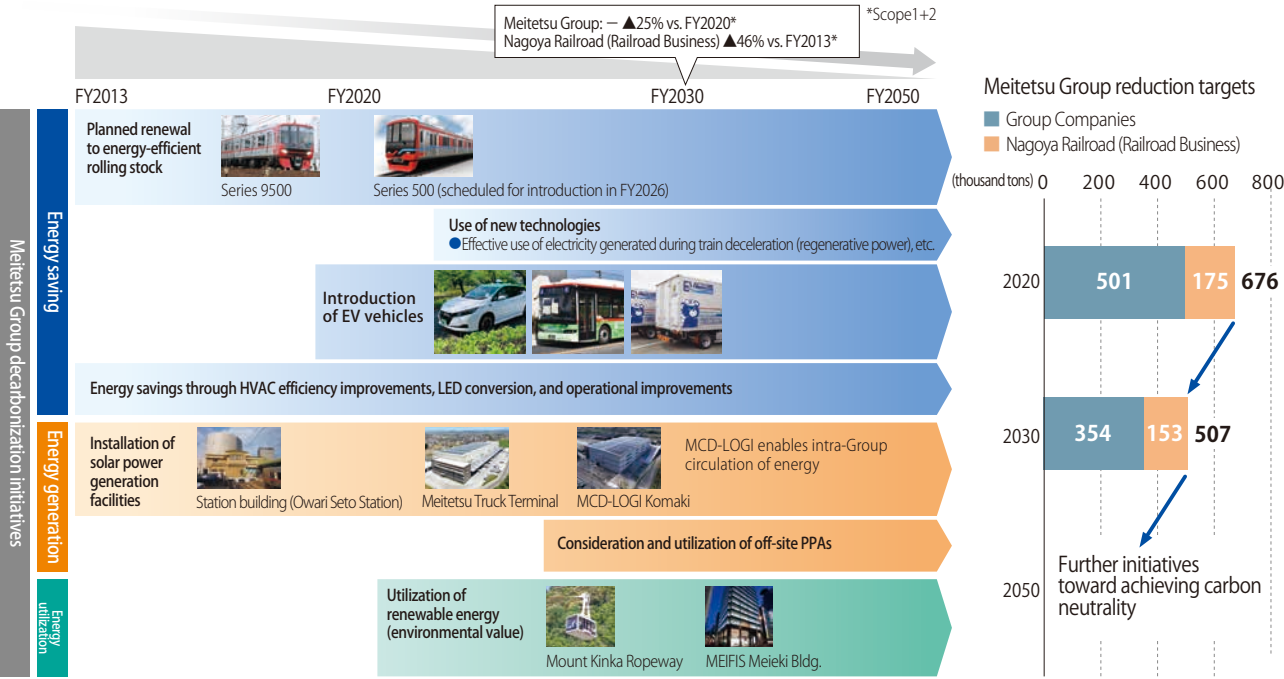 Meitetsu Group: － ▲25% vs. FY2020*
Nagoya Railroad (Railroad Business) ▲46% vs. FY2013*
*Scope1+2
FY2013
FY2020
FY2030
FY2050
Meitetsu Group decarbonization initiatives
Energy saving
Planned renewal
to energy-efficient
rolling stock
Series 9500
Series 500 (scheduled for introduction in FY2026)
Use of new technologies
●Effective use of electricity generated during train deceleration (regenerative power), etc.
Introduction
of EV vehicles
Energy savings through HVAC efficiency improvements, LED conversion, and operational improvements
Energy generation
Installation of
solar power
generation
facilities
Station building (Owari Seto Station)
Meitetsu Truck Terminal
MCD-LOGI Komaki
MCD-LOGI enables intra-Group
circulation of energy
Consideration and utilization of off-site PPAs
Energy
utilization
Utilization of
renewable energy
(environmental value)
Mount Kinka Ropeway
MEIFIS Meieki Bldg.
Meitetsu Group reduction targets
Group Companies
Nagoya Railroad (Railroad Business)
(thousand tons) 0 200 400 600 800
2020 501 175 676
2030 354 153 507
2050
Further initiatives
toward achieving carbon
neutrality